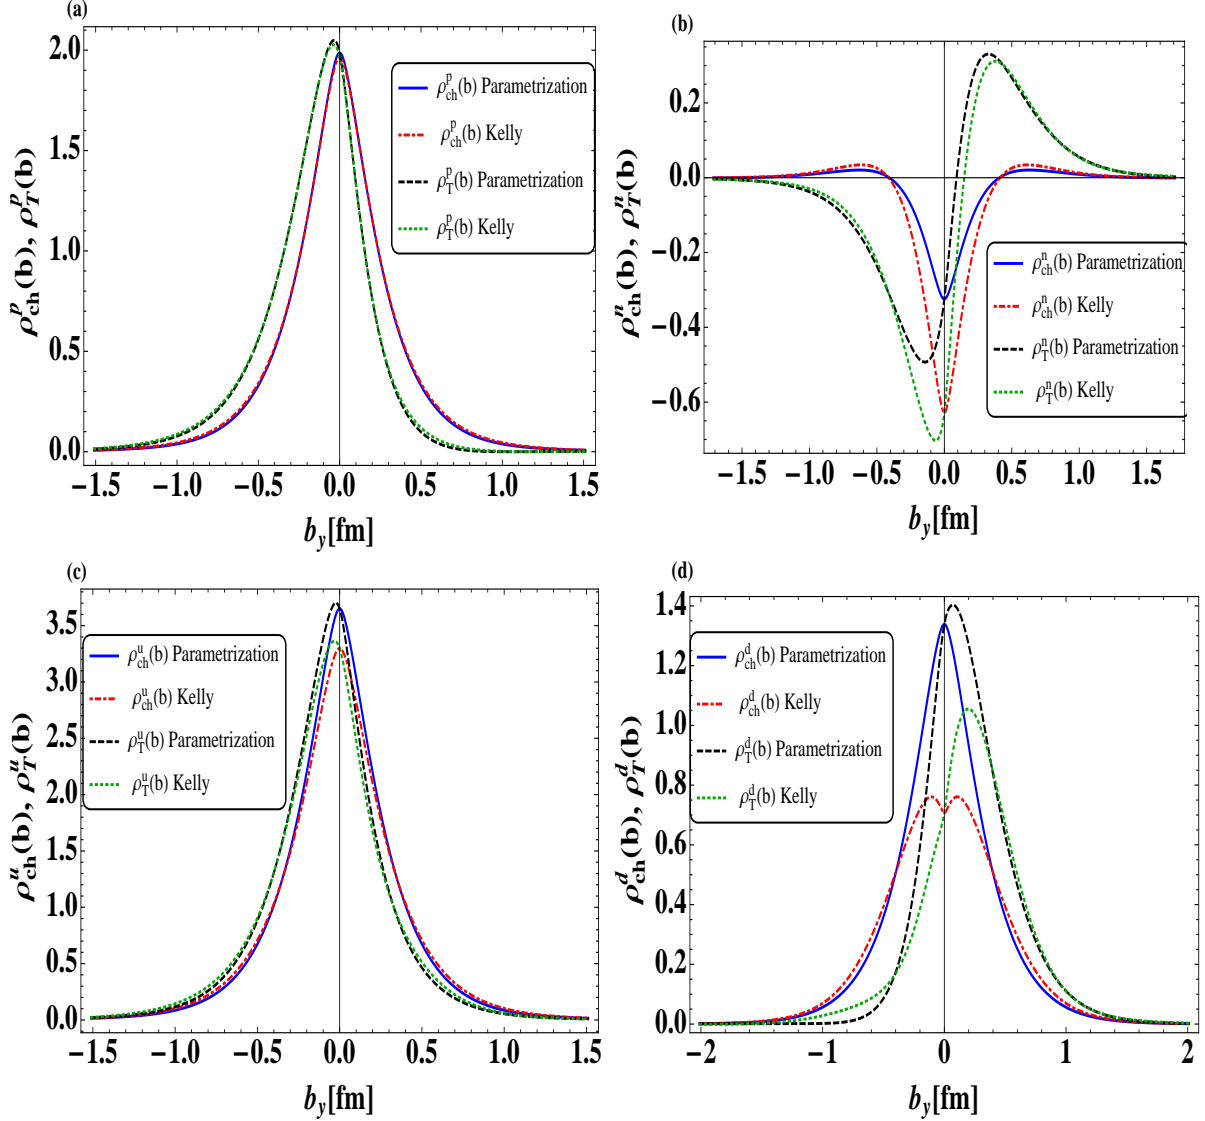 (a)
2.0
1.5
1.0
0.5
0.0
ρ^p_ch(b), ρ^p_T(b)
ρ^p_ch(b) Parametrization
ρ^p_ch(b) Kelly
ρ^p_T(b) Parametrization
ρ^p_T(b) Kelly
−1.5 −1.0 −0.5 0.0 0.5 1.0 1.5
b_y[fm]
(b)
0.2
0.0
−0.2
−0.4
−0.6
ρ^n_ch(b), ρ^n_T(b)
ρ^n_ch(b) Parametrization
ρ^n_ch(b) Kelly
ρ^n_T(b) Parametrization
ρ^n_T(b) Kelly
−1.5 −1.0 −0.5 0.0 0.5 1.0 1.5
b_y[fm]
(c)
3.5
3.0
2.5
2.0
1.5
1.0
0.5
0.0
ρ^u_ch(b), ρ^u_T(b)
ρ^u_ch(b) Parametrization
ρ^u_ch(b) Kelly
ρ^u_T(b) Parametrization
ρ^u_T(b) Kelly
−1.5 −1.0 −0.5 0.0 0.5 1.0 1.5
b_y[fm]
(d)
1.4
1.2
1.0
0.8
0.6
0.4
0.2
0.0
ρ^d_ch(b), ρ^d_T(b)
ρ^d_ch(b) Parametrization
ρ^d_ch(b) Kelly
ρ^d_T(b) Parametrization
ρ^d_T(b) Kelly
−2 −1 0 1 2
b_y[fm]